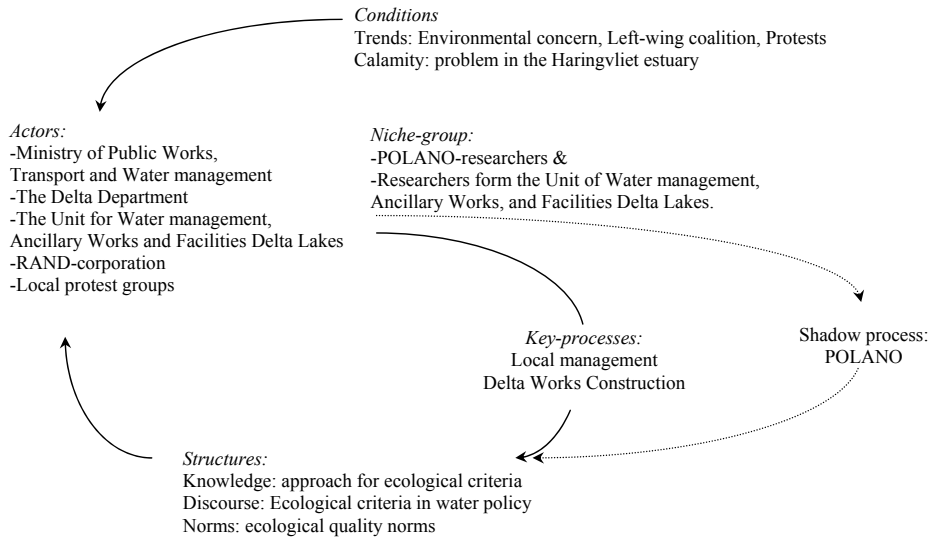 Conditions
Trends: Environmental concern, Left-wing coalition, Protests
Calamity: problem in the Haringvliet estuary
Actors:
-Ministry of Public Works,
Transport and Water management
-The Delta Department
-The Unit for Water management,
Ancillary Works and Facilities Delta Lakes
-RAND-corporation
-Local protest groups
Niche-group:
-POLANO-researchers &
-Researchers form the Unit of Water management,
Ancillary Works, and Facilities Delta Lakes.
Key-processes:
Local management
Delta Works Construction
Shadow process:
POLANO
Structures:
Knowledge: approach for ecological criteria
Discourse: Ecological criteria in water policy
Norms: ecological quality norms